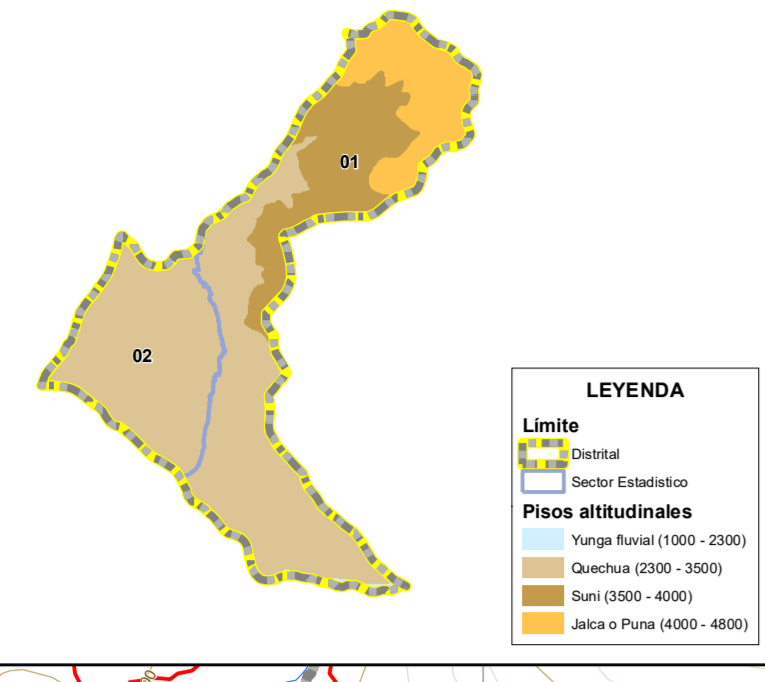 01
02
LEYENDA
Límite
Distrital
Sector Estadistico
Pisos altitudinales
Yunga fluvial (1000 - 2300)
Quechua (2300 - 3500)
Suni (3500 - 4000)
Jalca o Puna (4000 - 4800)